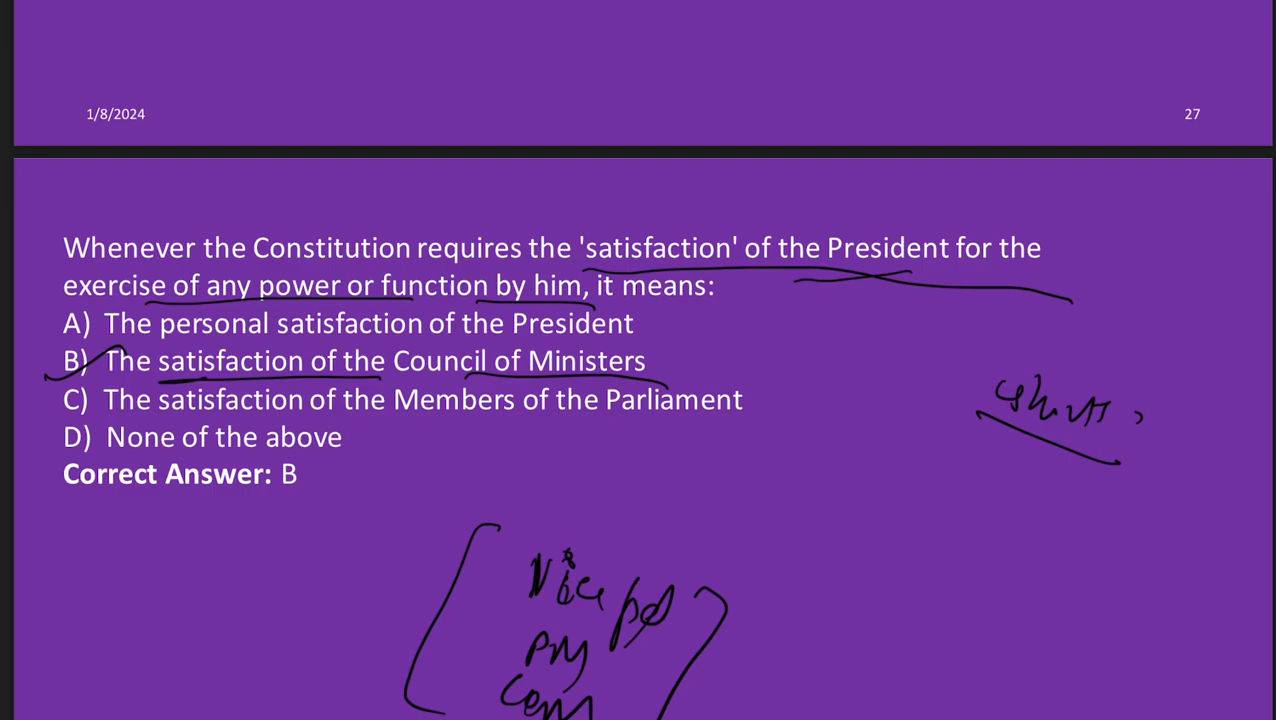 1/8/2024 27
Whenever the Constitution requires the 'satisfaction' of the President for the
exercise of any power or function by him, it means:
A) The personal satisfaction of the President
B) The satisfaction of the Council of Ministers
C) The satisfaction of the Members of the Parliament
D) None of the above
Correct Answer: B
Vice
PM